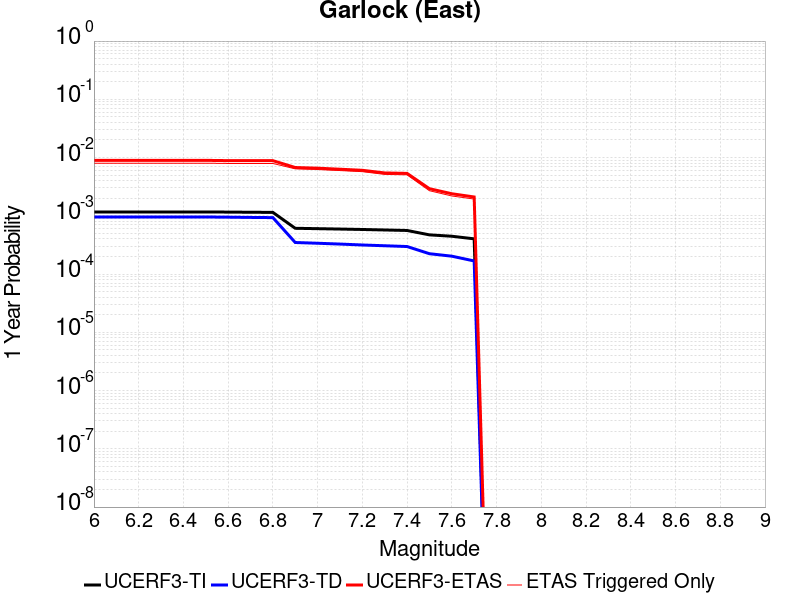 Garlock (East)
10^0
10^-1
10^-2
10^-3
10^-4
10^-5
10^-6
10^-7
10^-8
1 Year Probability
6 6.2 6.4 6.6 6.8 7 7.2 7.4 7.6 7.8 8 8.2 8.4 8.6 8.8 9
Magnitude
UCERF3-TI UCERF3-TD UCERF3-ETAS ETAS Triggered Only